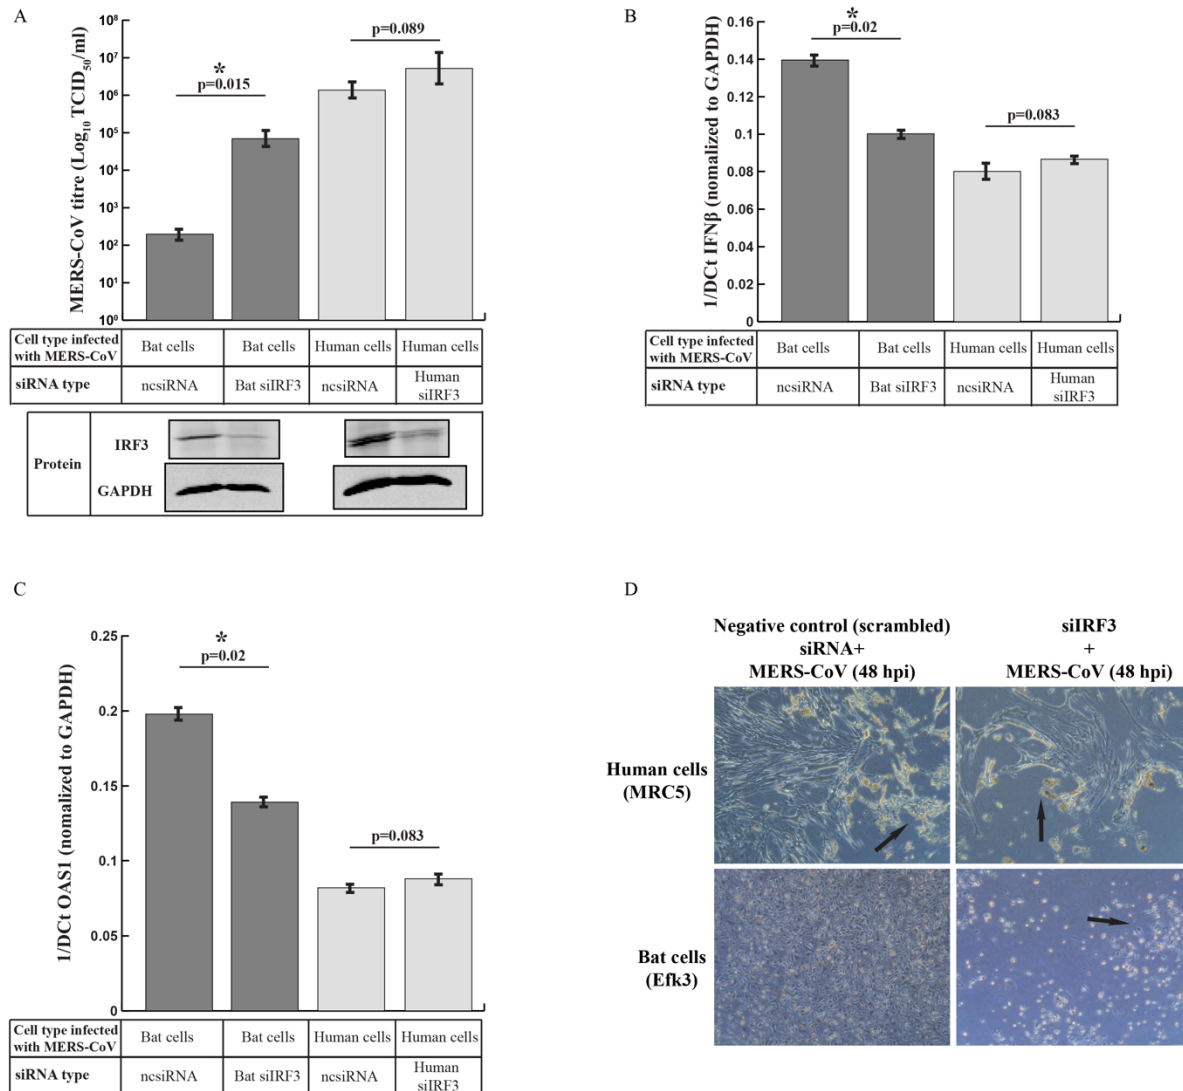 A
MERS-CoV titre (Log10 TCID50/ml)
10⁸
10⁷
10⁶
10⁵
10⁴
10³
10²
10¹
10⁰
*
p=0.015
p=0.089
Cell type infected
with MERS-CoV
Bat cells
Bat cells
Human cells
Human cells
siRNA type
ncsiRNA
Bat siIRF3
ncsiRNA
Human
siIRF3
Protein
IRF3
GAPDH
B
1/DCt IFNβ (nomalized to GAPDH)
0.16
0.14
0.12
0.1
0.08
0.06
0.04
0.02
0
*
p=0.02
p=0.083
Cell type infected
with MERS-CoV
Bat cells
Bat cells
Human cells
Human cells
siRNA type
ncsiRNA
Bat siIRF3
ncsiRNA
Human
siIRF3
C
1/DCt OAS1 (nomalized to GAPDH)
0.25
0.2
0.15
0.1
0.05
0
*
p=0.02
p=0.083
Cell type infected
with MERS-CoV
Bat cells
Bat cells
Human cells
Human cells
siRNA type
ncsiRNA
Bat siIRF3
ncsiRNA
Human
siIRF3
D
Negative control (scrambled)
siRNA+
MERS-CoV (48 hpi)
siIRF3
+
MERS-CoV (48 hpi)
Human cells
(MRC5)
Bat cells
(Efk3)